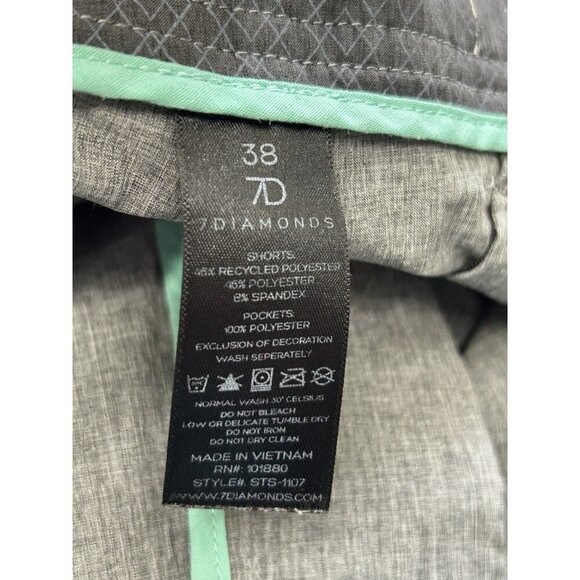 38
7D
7DIAMONDS
SHORTS:
46% RECYCLED POLYESTER
46% POLYESTER
8% SPANDEX
POCKETS:
100% POLYESTER
EXCLUSION OF DECORATION
WASH SEPERATELY
NORMAL WASH 30° CELSIUS
DO NOT BLEACH
LOW OR DELICATE TUMBLE DRY
DO NOT IRON
DO NOT DRY CLEAN
MADE IN VIETNAM
RN#: 101880
STYLE#: STS-1107
WWW.7DIAMONDS.COM